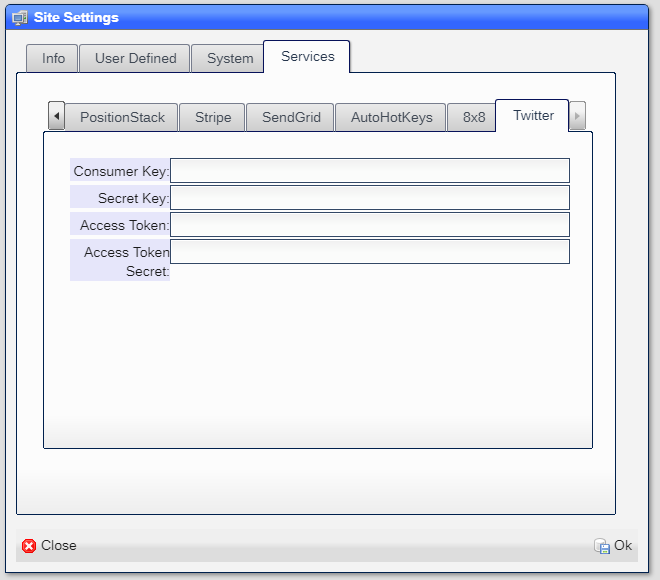 Site Settings
Info User Defined System Services
PositionStack Stripe SendGrid AutoHotKeys 8x8 Twitter
Consumer Key:
Secret Key:
Access Token:
Access Token
Secret:
Close Ok